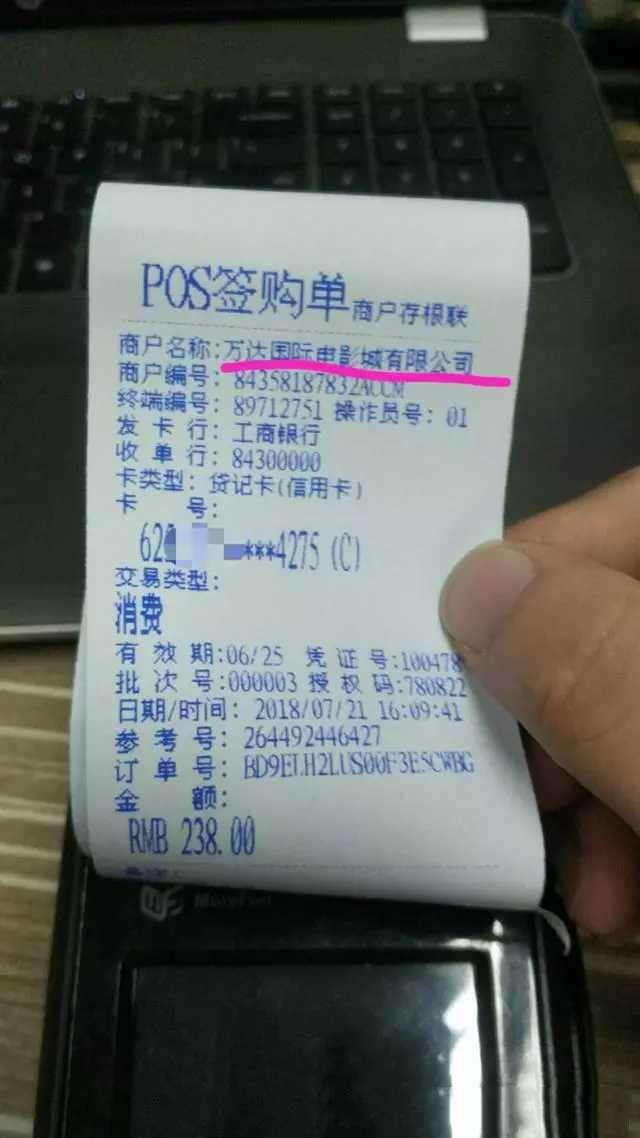 POS签购单 商户存根联
商户名称:万达国际电影城有限公司
商户编号: 84358187832ACCM
终端编号: 89712751 操作员号: 01
发 卡 行: 工商银行
收 单 行: 84300000
卡类型: 贷记卡(信用卡)
卡 号:
62 ***4275 (C)
交易类型:
消费
有 效 期:06/25 凭 证 号:100478
批 次 号:000003 授 权 码:780822
日期/时间: 2018/07/21 16:09:41
参 考 号: 264492446427
订 单 号: BD9ELH2LUS00F3E5CWBG
金 额:
RMB 238.00